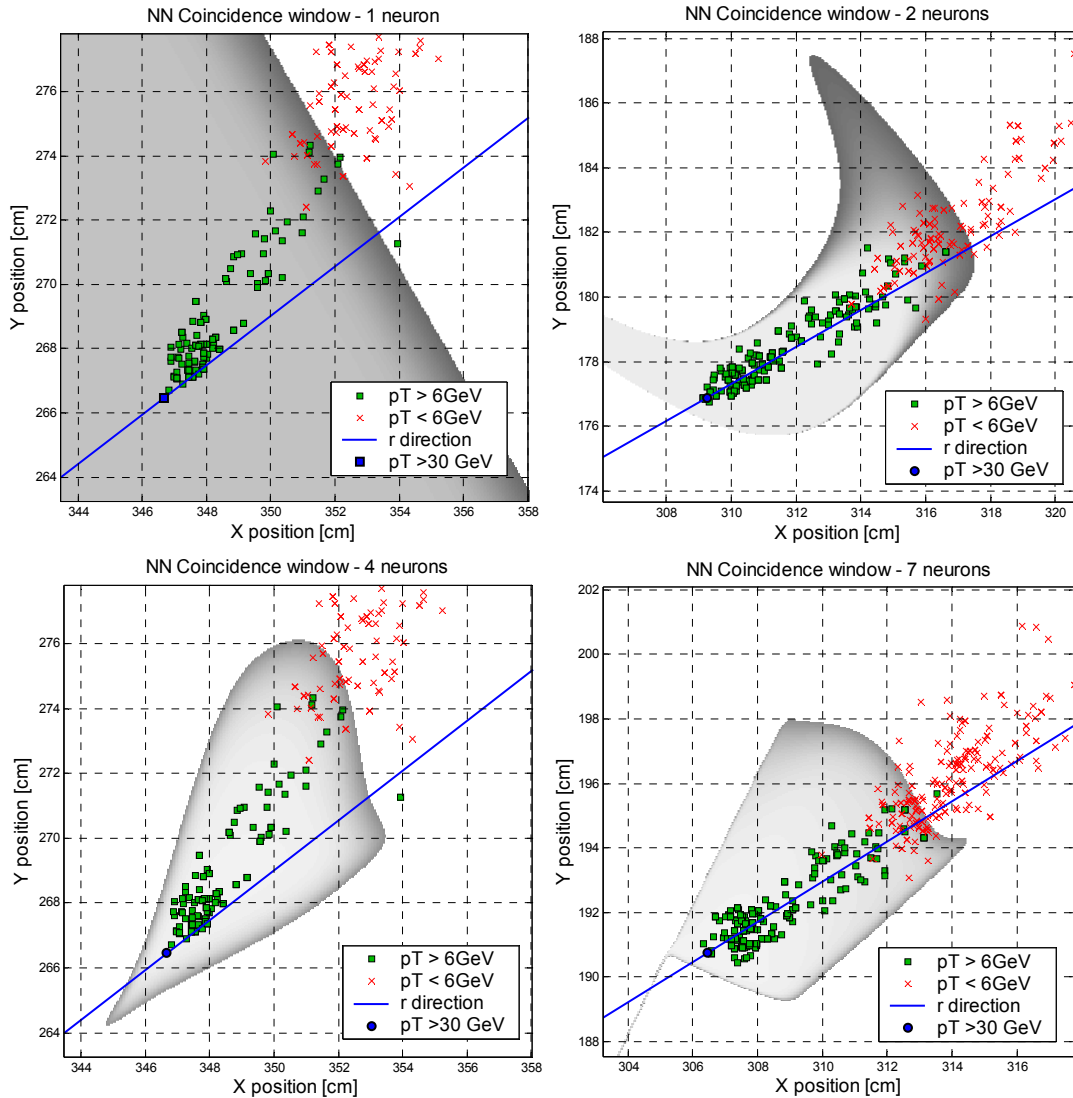 NN Coincidence window - 1 neuron
Y position [cm]
276
274
272
270
268
266
264
344 346 348 350 352 354 356 358
X position [cm]
pT > 6GeV
pT < 6GeV
r direction
pT >30 GeV
NN Coincidence window - 2 neurons
Y position [cm]
188
186
184
182
180
178
176
174
308 310 312 314 316 318 320
X position [cm]
pT > 6GeV
pT < 6GeV
r direction
pT >30 GeV
NN Coincidence window - 4 neurons
Y position [cm]
276
274
272
270
268
266
264
344 346 348 350 352 354 356 358
X position [cm]
pT > 6GeV
pT < 6GeV
r direction
pT >30 GeV
NN Coincidence window - 7 neurons
Y position [cm]
202
200
198
196
194
192
190
188
304 306 308 310 312 314 316
X position [cm]
pT > 6GeV
pT < 6GeV
r direction
pT >30 GeV